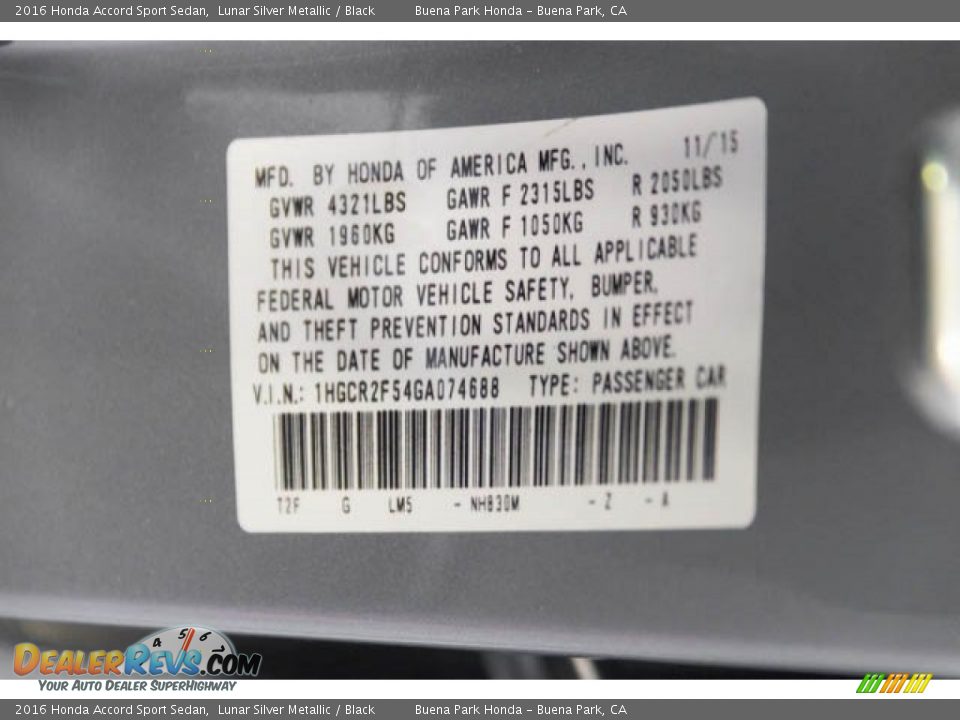 2016 Honda Accord Sport Sedan,  Lunar Silver Metallic / Black        Buena Park Honda - Buena Park, CA
MFD. BY HONDA OF AMERICA MFG., INC.   11/'15
GVWR 4321LBS   GAWR F 2315LBS   R 2050LBS
GVWR 1960KG   GAWR F 1050KG   R 930KG
THIS VEHICLE CONFORMS TO ALL APPLICABLE
FEDERAL MOTOR VEHICLE SAFETY, BUMPER,
AND THEFT PREVENTION STANDARDS IN EFFECT
ON THE DATE OF MANUFACTURE SHOWN ABOVE.
V.I.N.: 1HGCR2F54GA074688   TYPE: PASSENGER CAR
T2F   G   LM5   - NH830M   - Z   - A
4 5 6
DEALERREVS.COM
YOUR AUTO DEALER SUPERHIGHWAY
2016 Honda Accord Sport Sedan,  Lunar Silver Metallic / Black        Buena Park Honda - Buena Park, CA